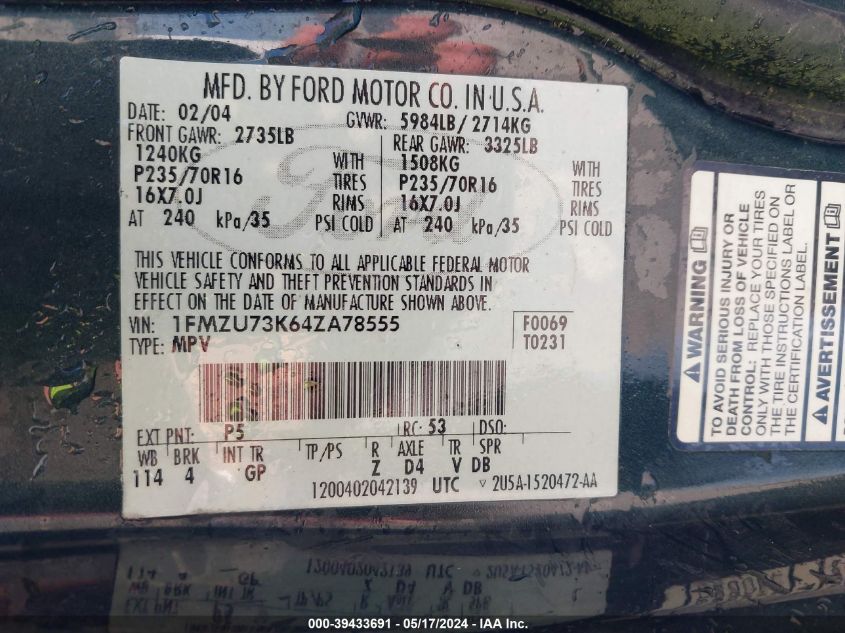 MFD. BY FORD MOTOR CO. IN U.S.A.
DATE: 02/04 GVWR: 5984LB/ 2714KG
FRONT GAWR: 2735LB REAR GAWR: 3325LB
1240KG WITH 1508KG WITH
P235/70R16 TIRES P235/70R16 TIRES
16X7.0J RIMS 16X7.0J RIMS
AT 240 kPa/35 PSI COLD AT 240 kPa/35 PSI COLD
Ford
THIS VEHICLE CONFORMS TO ALL APPLICABLE FEDERAL MOTOR
VEHICLE SAFETY AND THEFT PREVENTION STANDARDS IN
EFFECT ON THE DATE OF MANUFACTURE SHOWN ABOVE.
VIN: 1FMZU73K64ZA78555 F0069
TYPE: MPV T0231
EXT PNT: P5 RC: 53 DSO:
WB BRK INT TR TP/PS R AXLE TR SPR
114 4 GP Z D4 V DB
1200402042139 UTC ▽ 2U5A-1520472-AA
WARNING
TO AVOID SERIOUS INJURY OR
DEATH FROM LOSS OF VEHICLE
CONTROL: REPLACE YOUR TIRES
ONLY WITH THOSE SPECIFIED ON
THE TIRE INSTRUCTIONS LABEL OR
THE CERTIFICATION LABEL.
AVERTISSEMENT
000-39433691 - 05/17/2024 - IAA Inc.